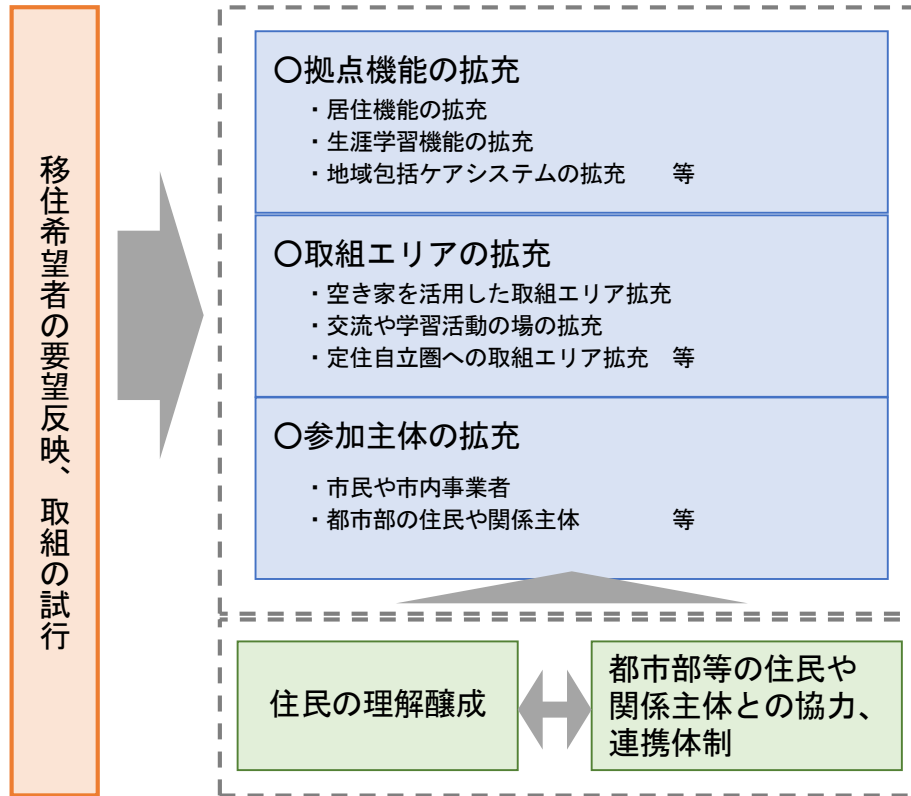 移住希望者の要望反映、取組の試行
〇拠点機能の拡充
・居住機能の拡充
・生涯学習機能の拡充
・地域包括ケアシステムの拡充　等
〇取組エリアの拡充
・空き家を活用した取組エリア拡充
・交流や学習活動の場の拡充
・定住自立圏への取組エリア拡充　等
〇参加主体の拡充
・市民や市内事業者
・都市部の住民や関係主体　等
住民の理解醸成
都市部等の住民や
関係主体との協力、
連携体制